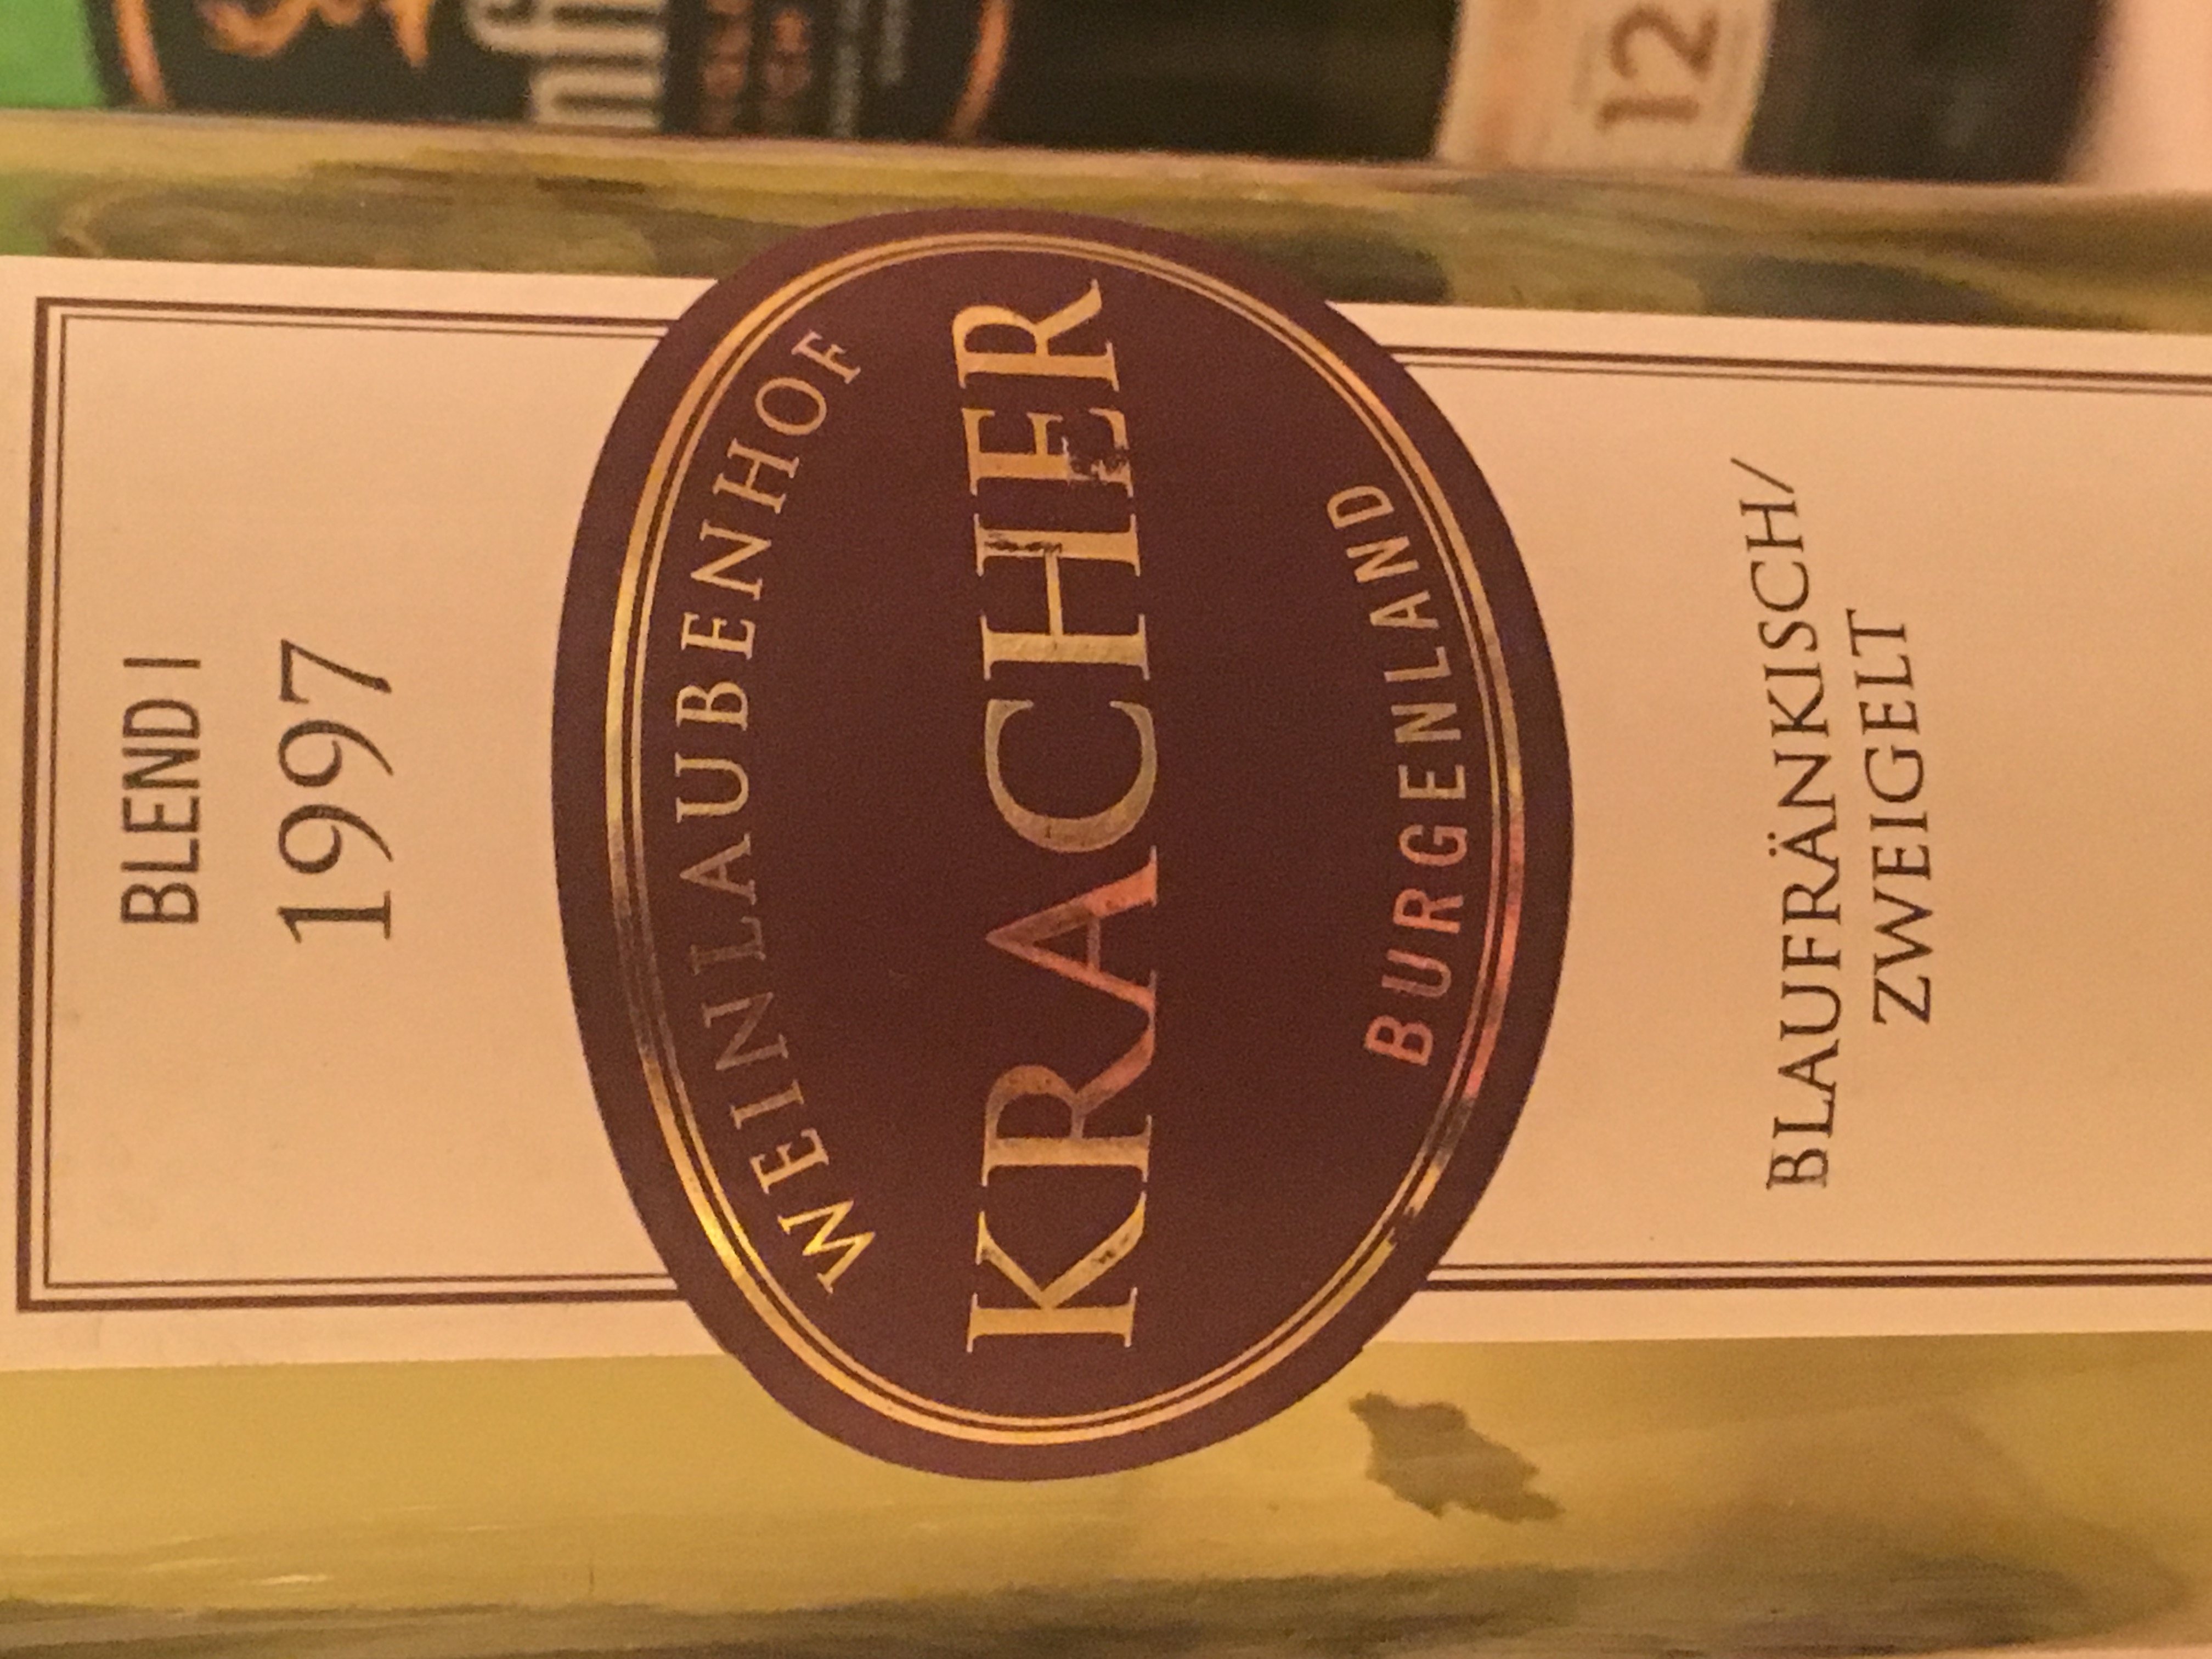 BLEND I
1997
WEINLAUBENHOF
KRACHER
BURGENLAND
BLAUFRÄNKISCH/
ZWEIGELT
12